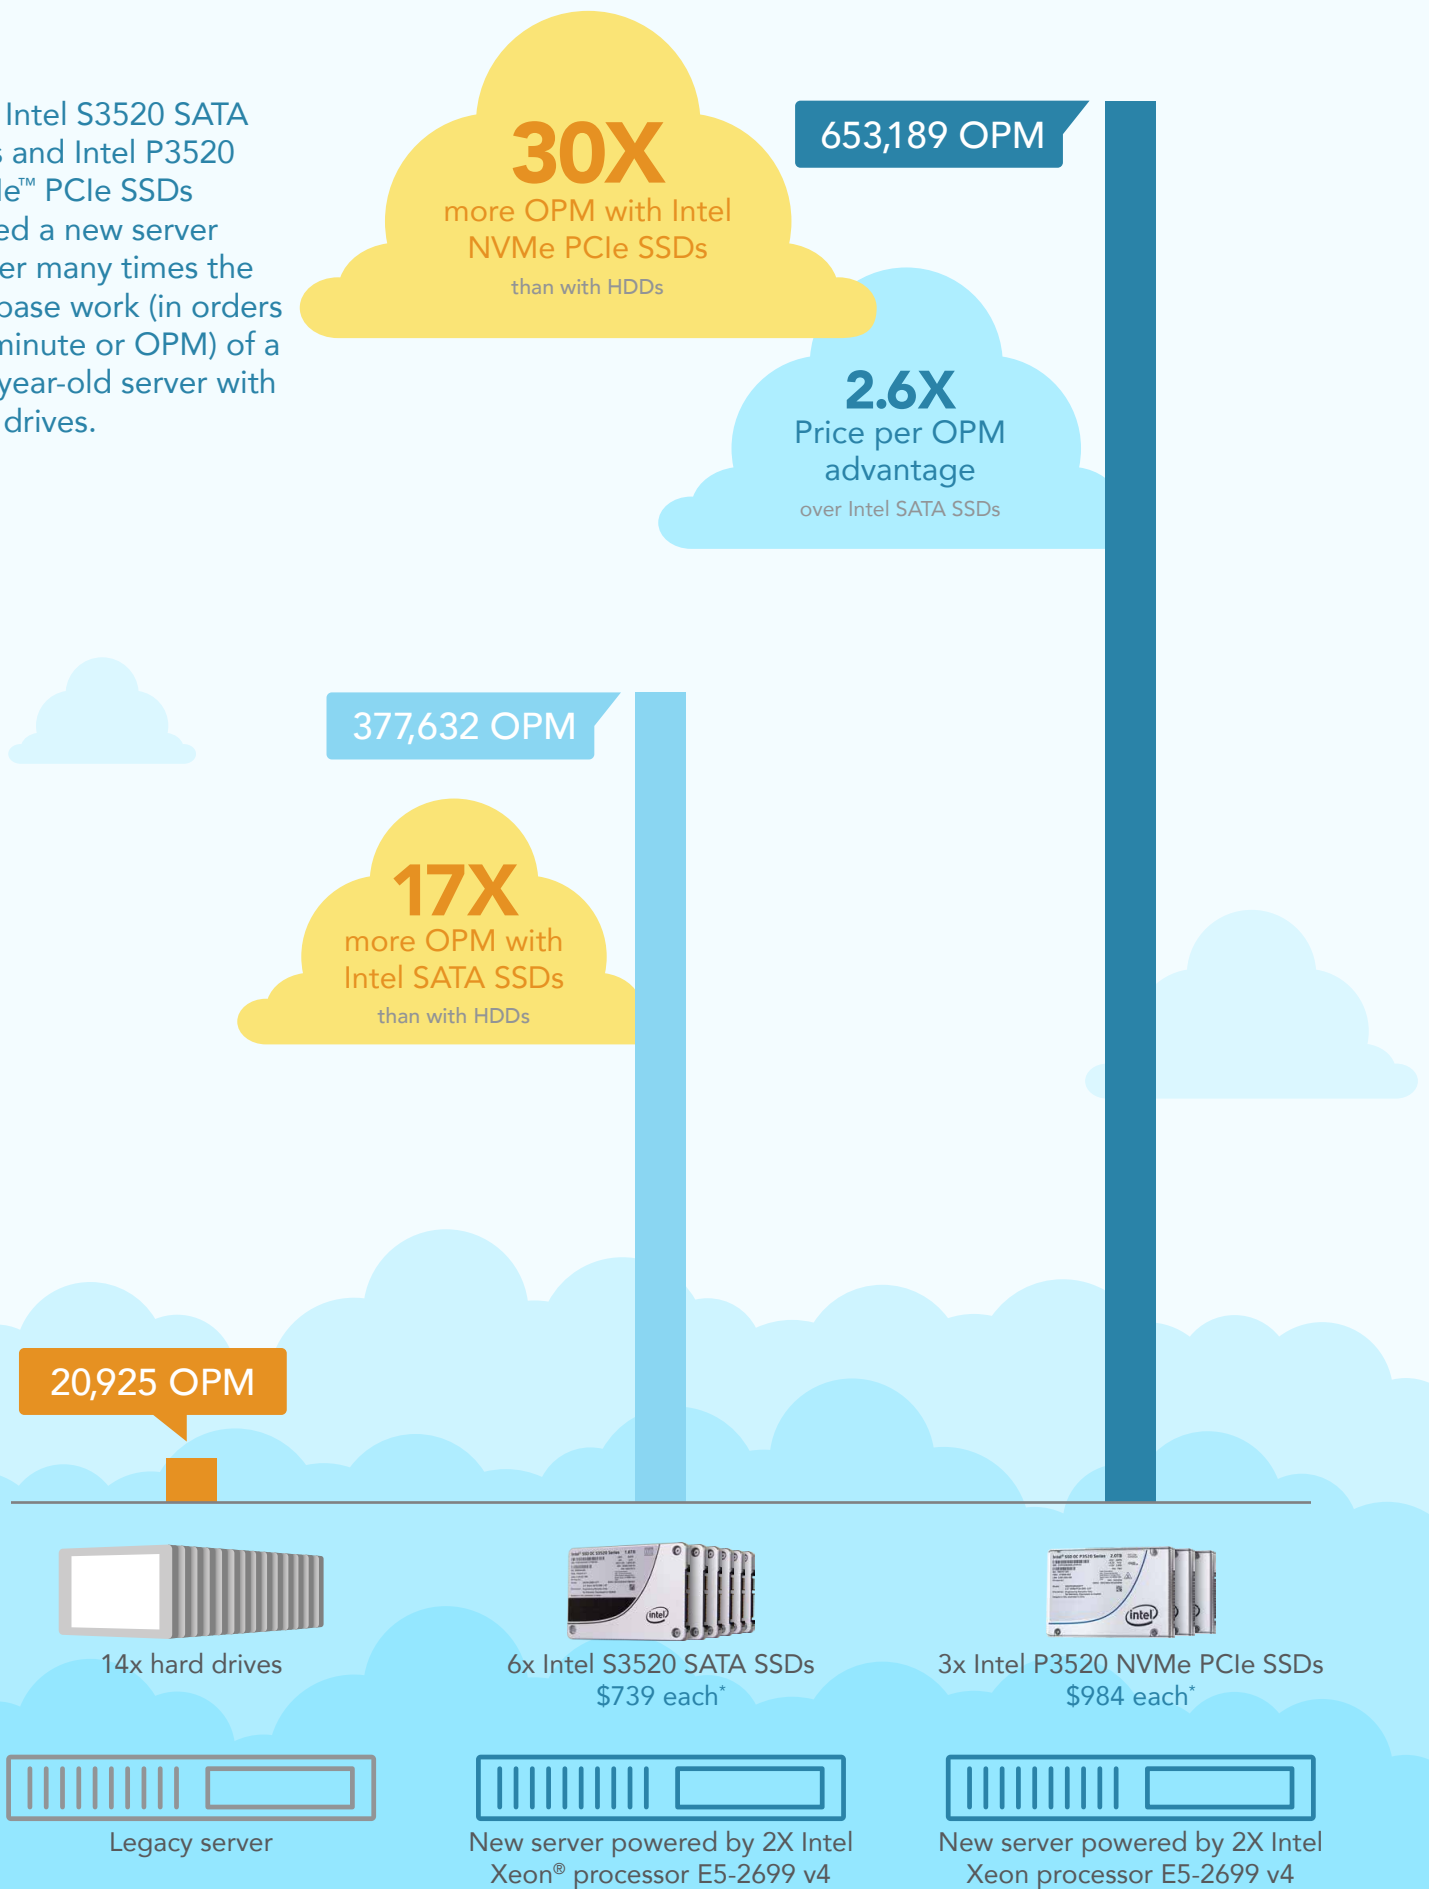 Intel S3520 SATA
and Intel P3520
PCIe SSDs
a new server
many times the
work (in orders
or OPM) of a
year-old server with
drives.
30X
more OPM with Intel
NVMe PCIe SSDs
than with HDDs
653,189 OPM
2.6X
Price per OPM
advantage
over Intel SATA SSDs
377,632 OPM
17X
more OPM with
Intel SATA SSDs
than with HDDs
20,925 OPM
14x hard drives
6x Intel S3520 SATA SSDs
$739 each*
3x Intel P3520 NVMe PCIe SSDs
$984 each*
Legacy server
New server powered by 2X Intel
Xeon® processor E5-2699 v4
New server powered by 2X Intel
Xeon processor E5-2699 v4
intel
intel